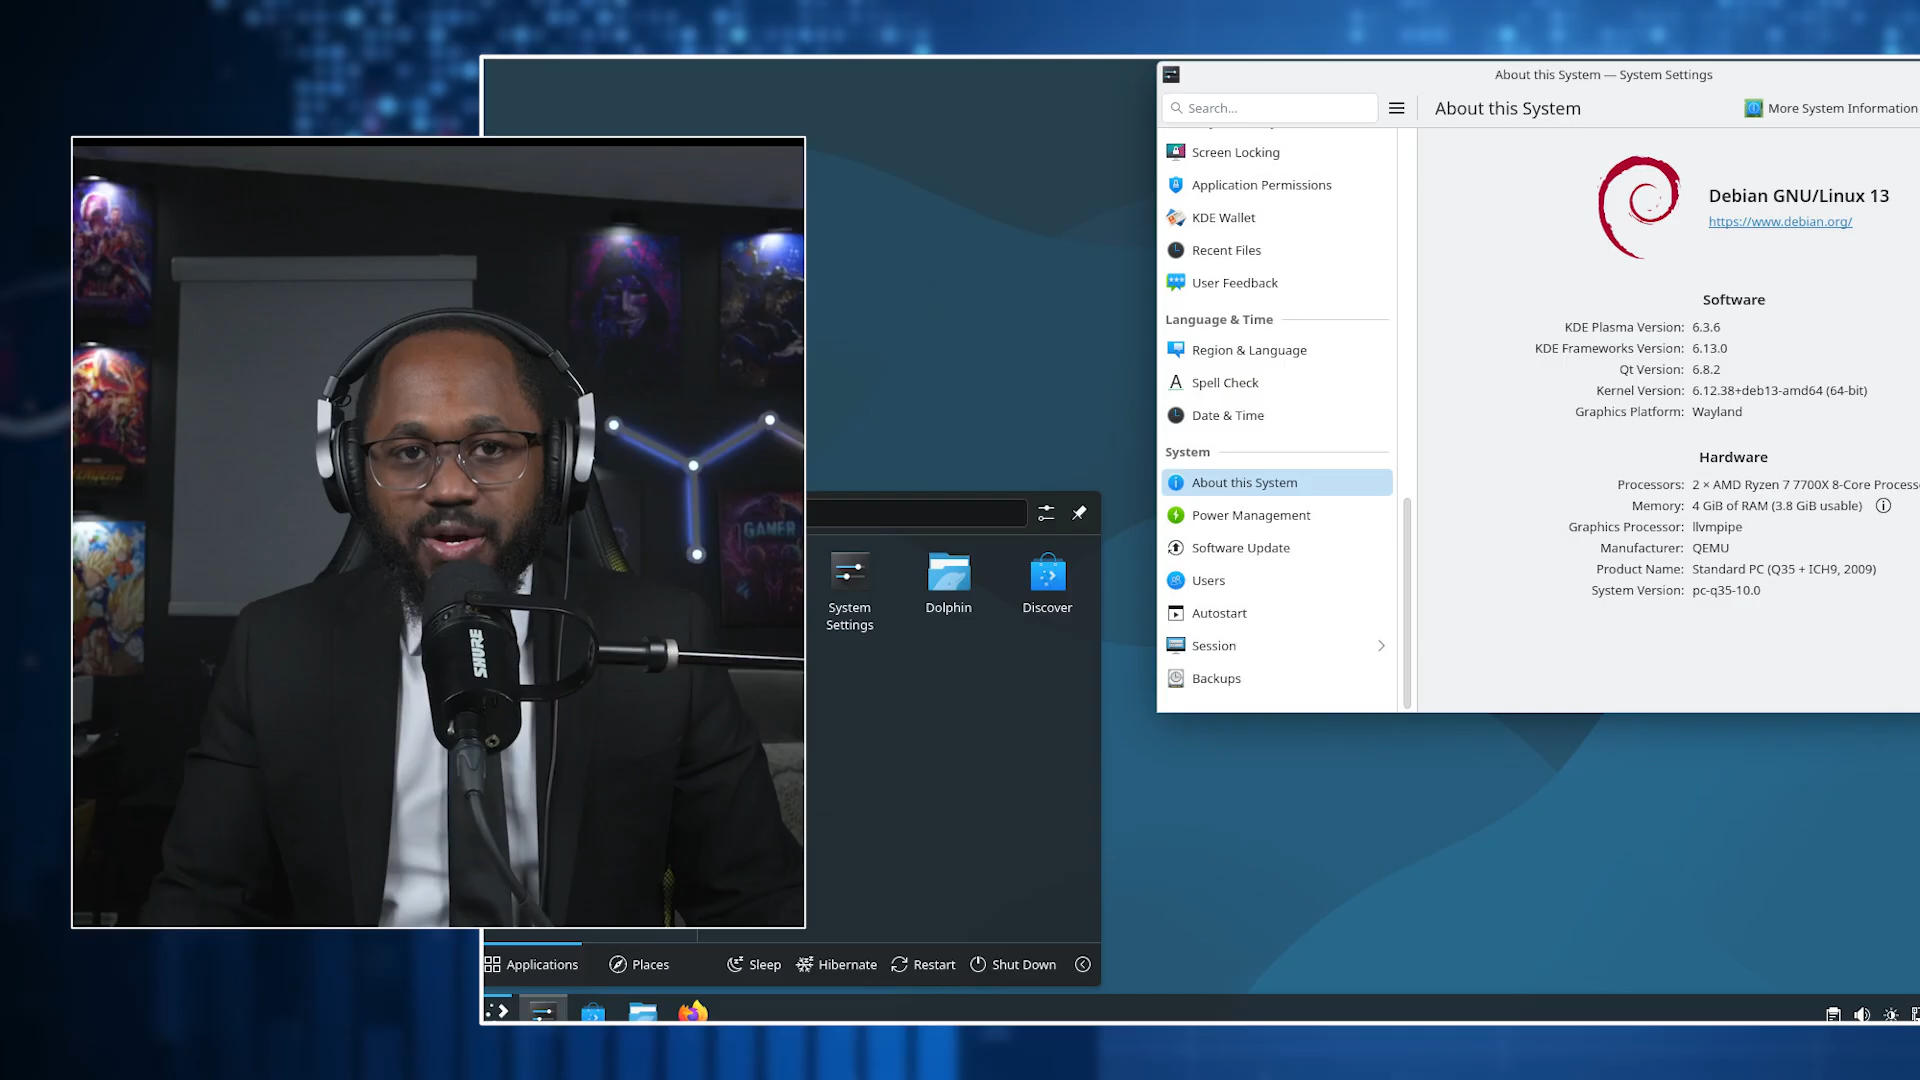 About this System — System Settings
Search...
About this System
More System Information
Screen Locking
Application Permissions
KDE Wallet
Recent Files
User Feedback
Language & Time
Region & Language
Spell Check
Date & Time
System
About this System
Power Management
Software Update
Users
Autostart
Session
Backups
Debian GNU/Linux 13
https://www.debian.org/
Software
KDE Plasma Version: 6.3.6
KDE Frameworks Version: 6.13.0
Qt Version: 6.8.2
Kernel Version: 6.12.38+deb13-amd64 (64-bit)
Graphics Platform: Wayland
Hardware
Processors: 2 × AMD Ryzen 7 7700X 8-Core Process
Memory: 4 GiB of RAM (3.8 GiB usable)
Graphics Processor: llvmpipe
Manufacturer: QEMU
Product Name: Standard PC (Q35 + ICH9, 2009)
System Version: pc-q35-10.0
GAMER
SHURE
System
Settings
Dolphin
Discover
Applications
Places
Sleep
Hibernate
Restart
Shut Down